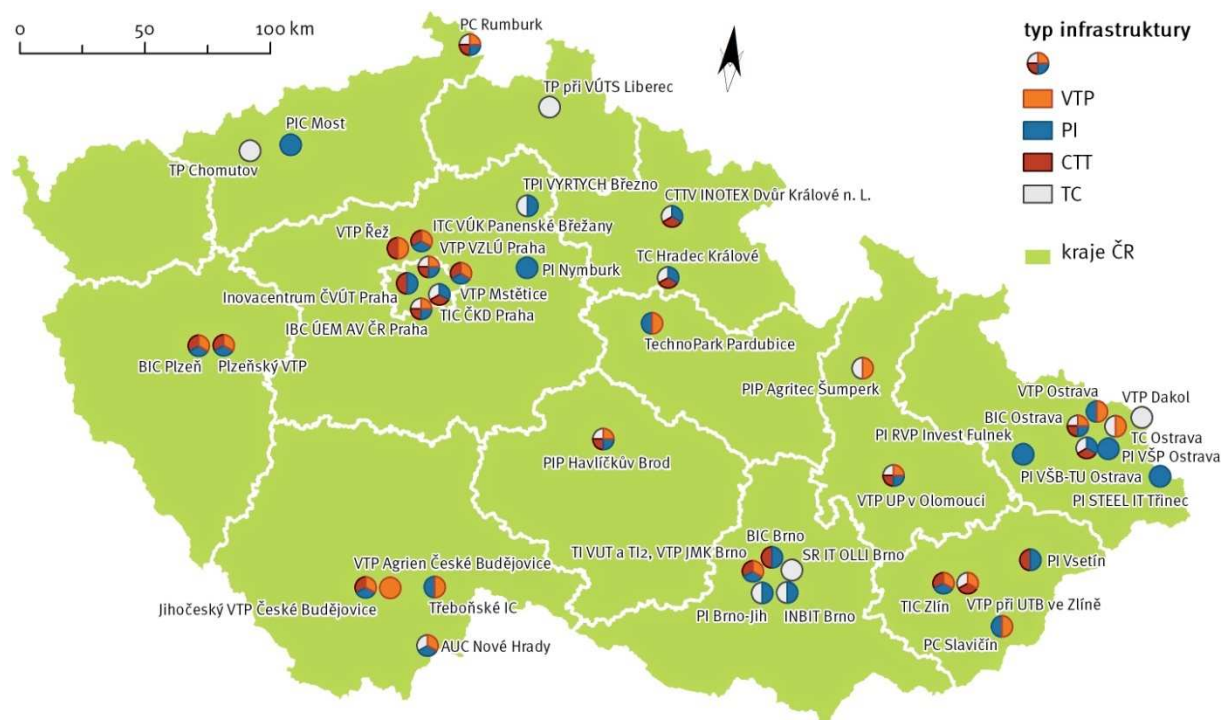 0 50 100 km
PC Rumburk
typ infrastruktury
VTP
PI
CTT
TC
kraje ČR
TP při VÚTS Liberec
PIC Most
TP Chomutov
TPI VYRTYCH Březno
CTTV INOTEX Dvůr Králové n. L.
VTP Řež
ITC VÚK Panenské Břežany
VTP VZLÚ Praha
PI Nymburk
TC Hradec Králové
Inovacentrum ČVÚT Praha
VTP Mstětice
TIC ČKD Praha
IBC ÚEM AV ČR Praha
TechnoPark Pardubice
BIC Plzeň
Plzeňský VTP
PIP Agritec Šumperk
VTP Ostrava
VTP Dakol
BIC Ostrava
TC Ostrava
PI RVP Invest Fulnek
PI VŠP Ostrava
PI VŠB-TU Ostrava
PI STEEL IT Třinec
PIP Havlíčkův Brod
VTP UP v Olomouci
BIC Brno
TI VUT a TI2, VTP JMK Brno
SR IT OLLI Brno
PI Vsetín
VTP Agrien České Budějovice
Jihočeský VTP České Budějovice
Třeboňské IC
PI Brno-Jih
INBIT Brno
TIC Zlín
VTP při UTB ve Zlíně
PC Slavičín
AUC Nové Hrady